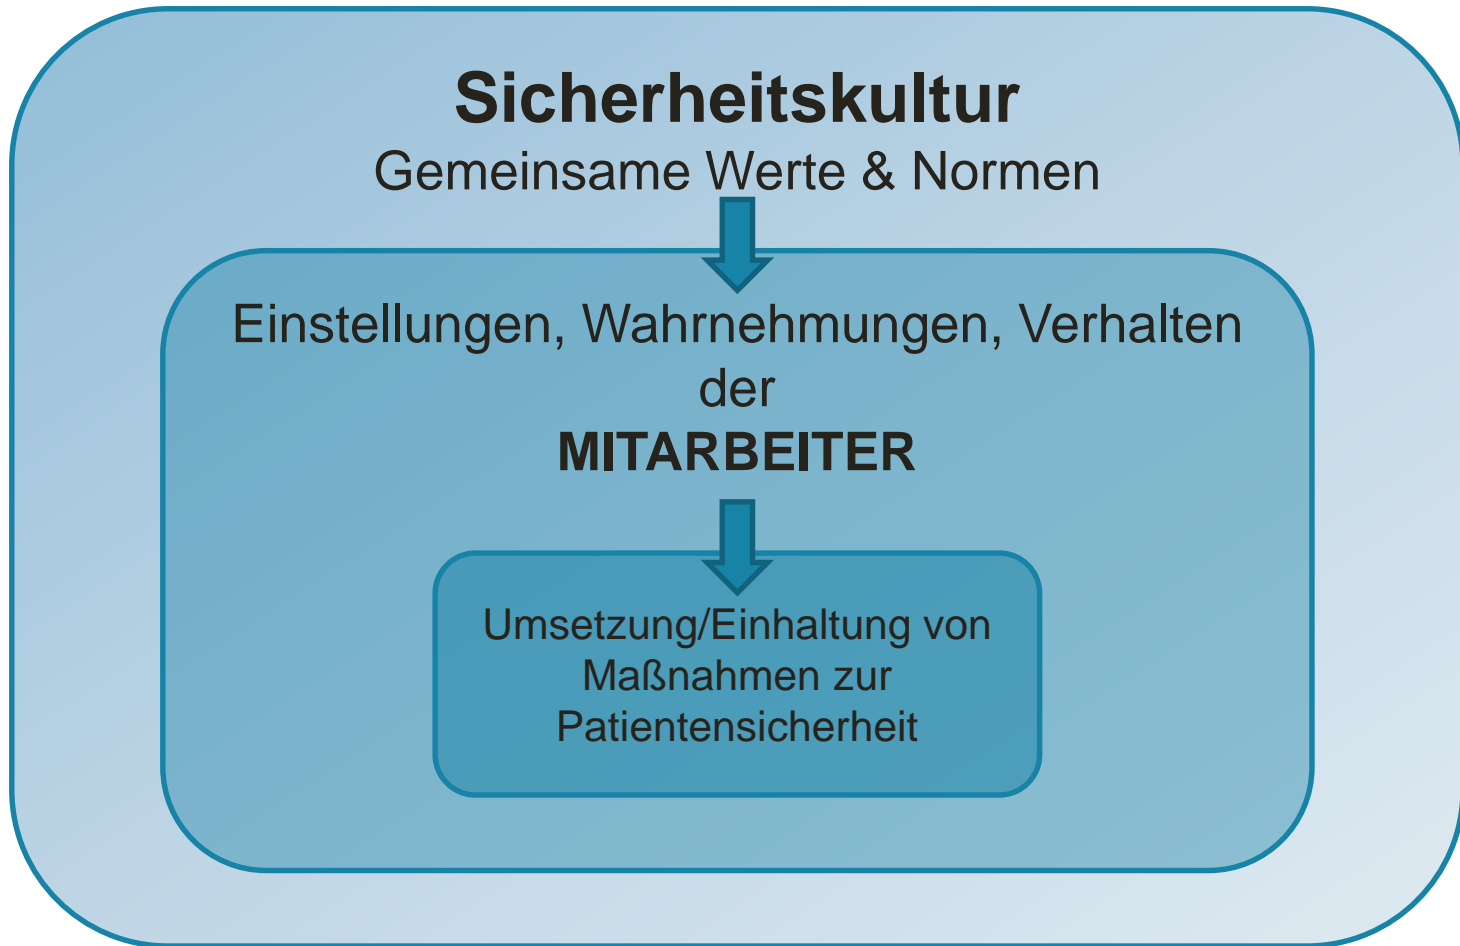 Sicherheitskultur
Gemeinsame Werte & Normen
Einstellungen, Wahrnehmungen, Verhalten
der
MITARBEITER
Umsetzung/Einhaltung von
Maßnahmen zur
Patientensicherheit